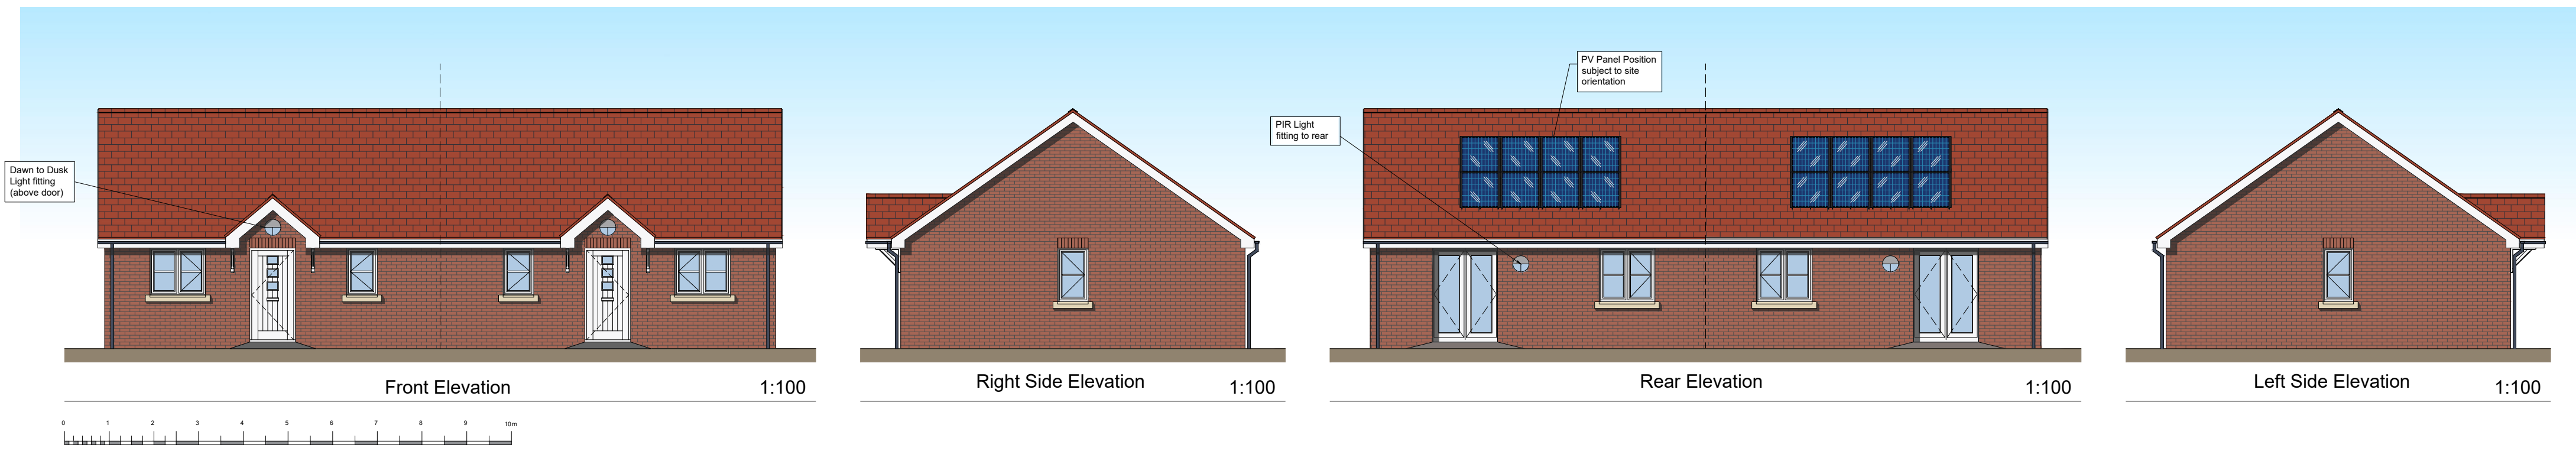 PV Panel Position
subject to site
orientation
PIR Light
fitting to rear
Dawn to Dusk
Light fitting
(above door)
Front Elevation
1:100
Right Side Elevation
1:100
Rear Elevation
1:100
Left Side Elevation
1:100
0 1 2 3 4 5 6 7 8 9 10m